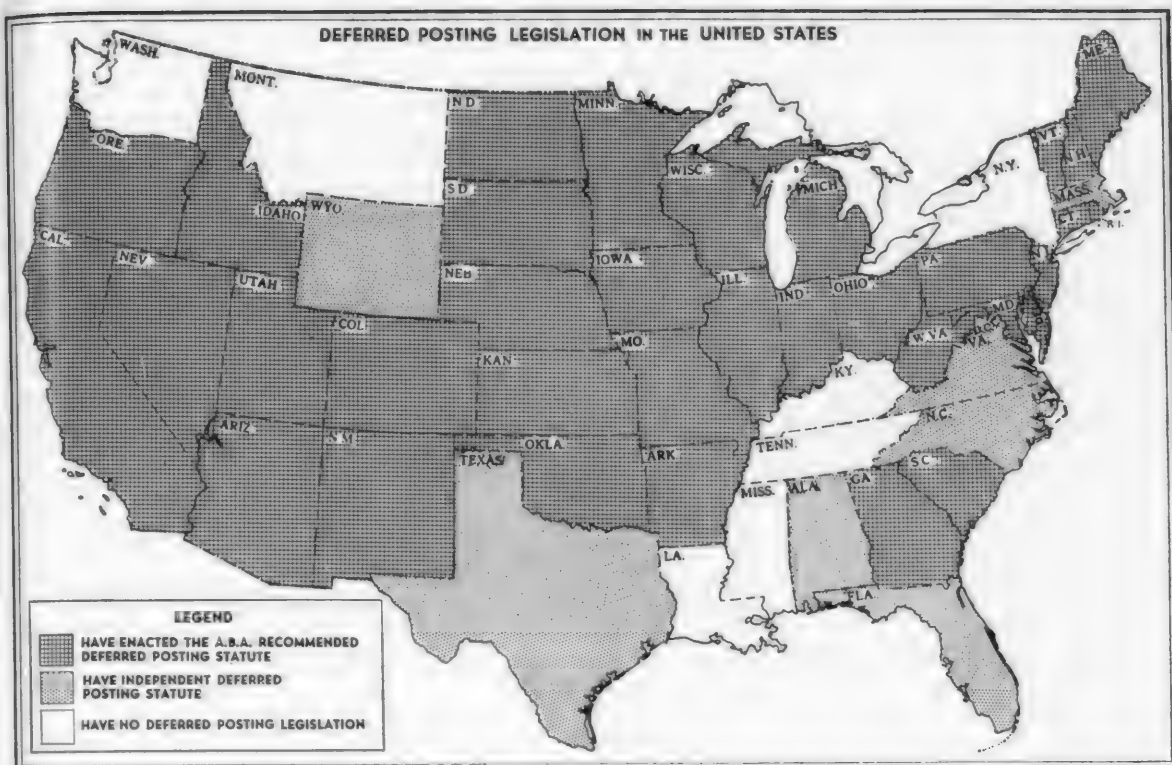 DEFERRED POSTING LEGISLATION IN THE UNITED STATES
WASH.
MONT.
N D
MINN.
ME.
VT.
N.H.
N.Y.
ORE.
S D
WISC.
MICH
MASS.
CT.
R.I.
IDAHO
WYO.
CAL.
NEV
UTAH
NEB
IOWA
ILL.
IND
OHIO
PA
N.J.
MD
COL
MO.
W.VA
VA.
KAN
KY.
ARIZ.
N.M.
OKLA
TEXAS
ARK
TENN.
N.C.
S C
MISS.
ALA.
GA
LA.
FLA.
LEGEND
HAVE ENACTED THE A.B.A. RECOMMENDED
DEFERRED POSTING STATUTE
HAVE INDEPENDENT DEFERRED
POSTING STATUTE
HAVE NO DEFERRED POSTING LEGISLATION